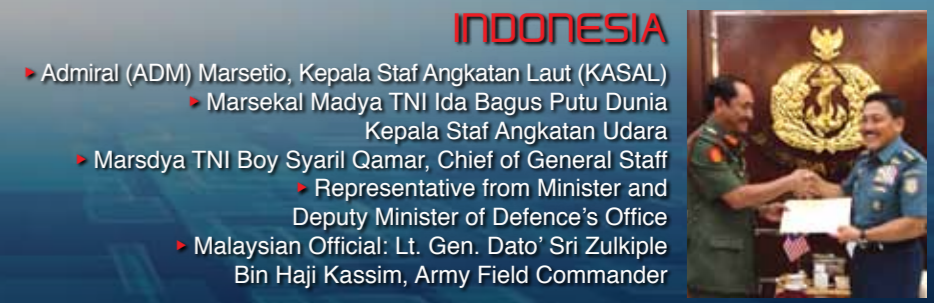 INDONESIA
▸ Admiral (ADM) Marsetio, Kepala Staf Angkatan Laut (KASAL)
▸ Marsekal Madya TNI Ida Bagus Putu Dunia
Kepala Staf Angkatan Udara
▸ Marsdya TNI Boy Syaril Qamar, Chief of General Staff
▸ Representative from Minister and
Deputy Minister of Defence's Office
▸ Malaysian Official: Lt. Gen. Dato' Sri Zulkiple
Bin Haji Kassim, Army Field Commander